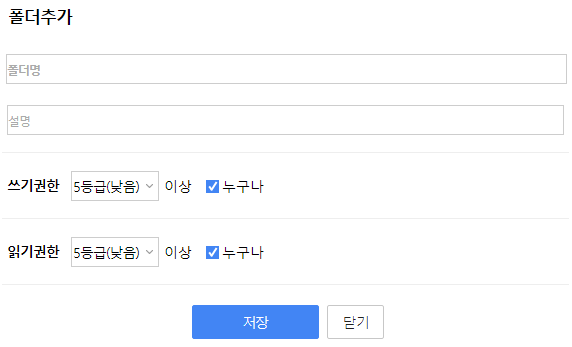 폴더추가
폴더명
설명
쓰기권한 5등급(낮음) 이상 누구나
읽기권한 5등급(낮음) 이상 누구나
저장 닫기